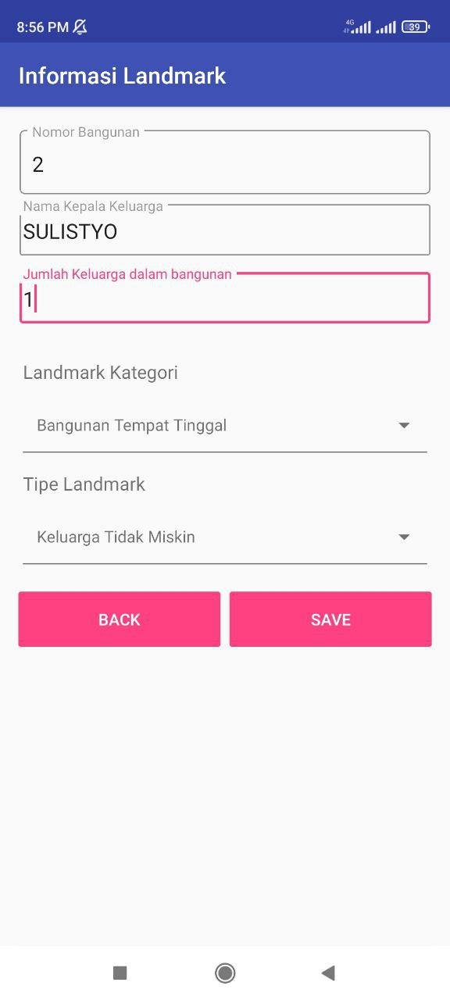 8:56 PM
4G
39
Informasi Landmark
Nomor Bangunan
2
Nama Kepala Keluarga
SULISTYO
Jumlah Keluarga dalam bangunan
1
Landmark Kategori
Bangunan Tempat Tinggal
Tipe Landmark
Keluarga Tidak Miskin
BACK SAVE